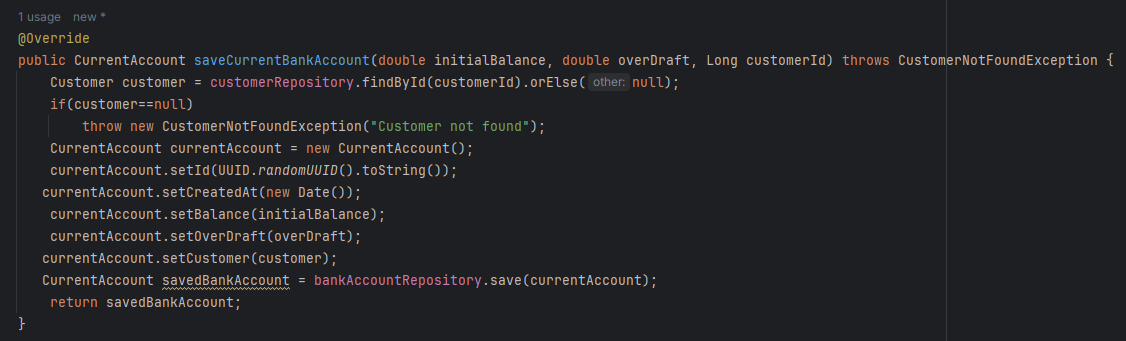 1 usage   new *
@Override
public CurrentAccount saveCurrentBankAccount(double initialBalance, double overDraft, Long customerId) throws CustomerNotFoundException {
    Customer customer = customerRepository.findById(customerId).orElse( other: null);
    if(customer==null)
        throw new CustomerNotFoundException("Customer not found");
    CurrentAccount currentAccount = new CurrentAccount();
    currentAccount.setId(UUID.randomUUID().toString());
   currentAccount.setCreatedAt(new Date());
    currentAccount.setBalance(initialBalance);
    currentAccount.setOverDraft(overDraft);
   currentAccount.setCustomer(customer);
   CurrentAccount savedBankAccount = bankAccountRepository.save(currentAccount);
    return savedBankAccount;
}